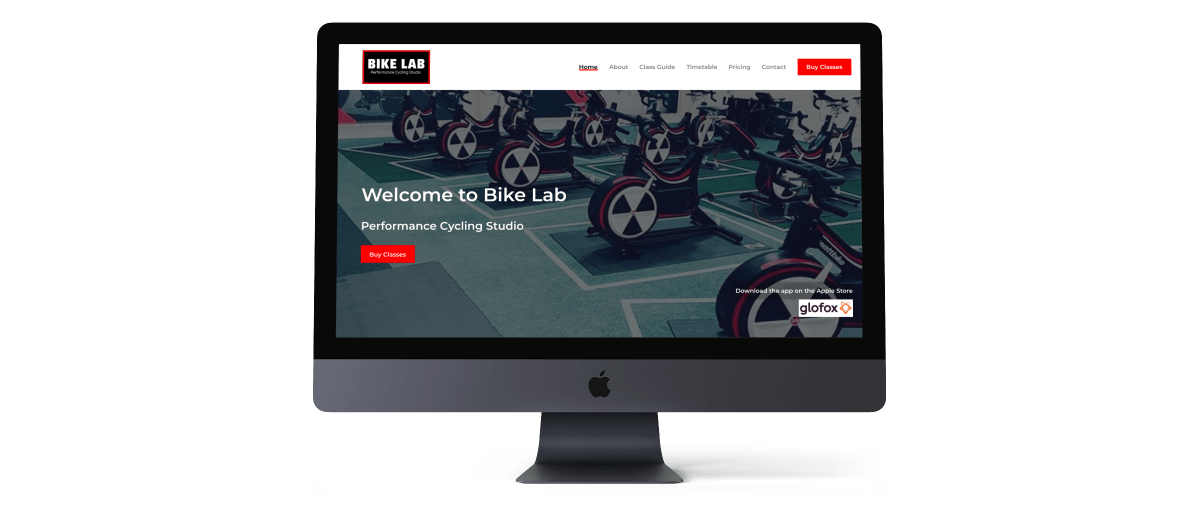 BIKE LAB
Performance Cycling Studio
Home About Class Guide Timetable Pricing Contact Buy Classes
Welcome to Bike Lab
Performance Cycling Studio
Buy Classes
wattbike
Download the app on the Apple Store
glofox